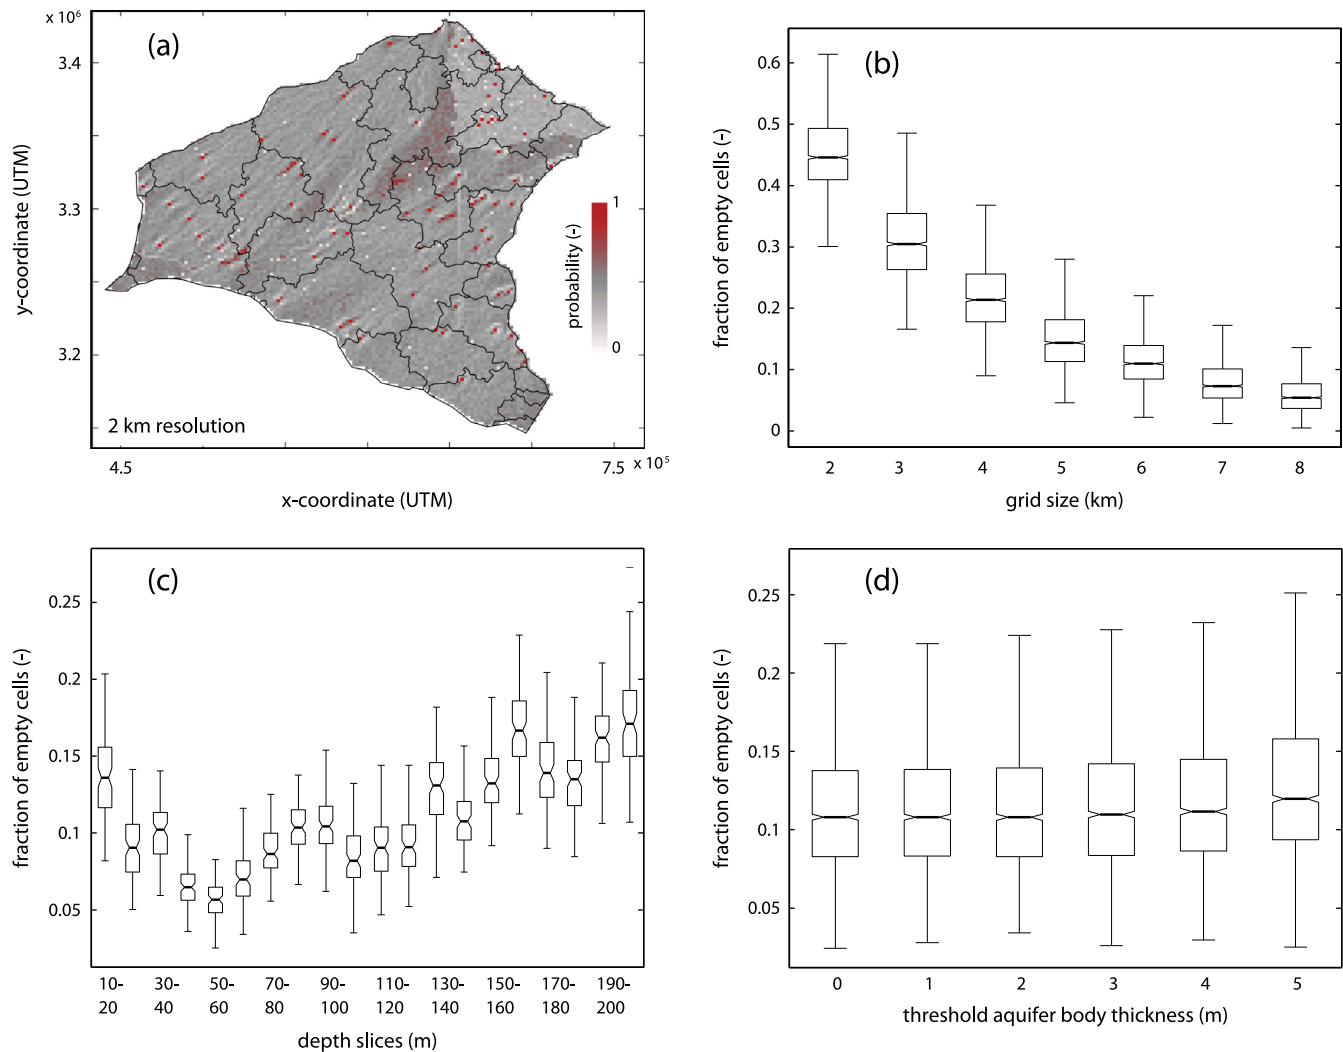 x 10⁶
(a)
3.4
3.3
3.2
y-coordinate (UTM)
probability (-)
1
0
2 km resolution
4.5
7.5
x 10⁵
x-coordinate (UTM)
(b)
0.6
0.5
0.4
0.3
0.2
0.1
0
fraction of empty cells (-)
2 3 4 5 6 7 8
grid size (km)
(c)
0.25
0.2
0.15
0.1
0.05
fraction of empty cells (-)
10- 30- 50- 70- 90- 110- 130- 150- 170- 190-
20 40 60 80 100 120 140 160 180 200
depth slices (m)
(d)
0.25
0.2
0.15
0.1
0.05
fraction of empty cells (-)
0 1 2 3 4 5
threshold aquifer body thickness (m)